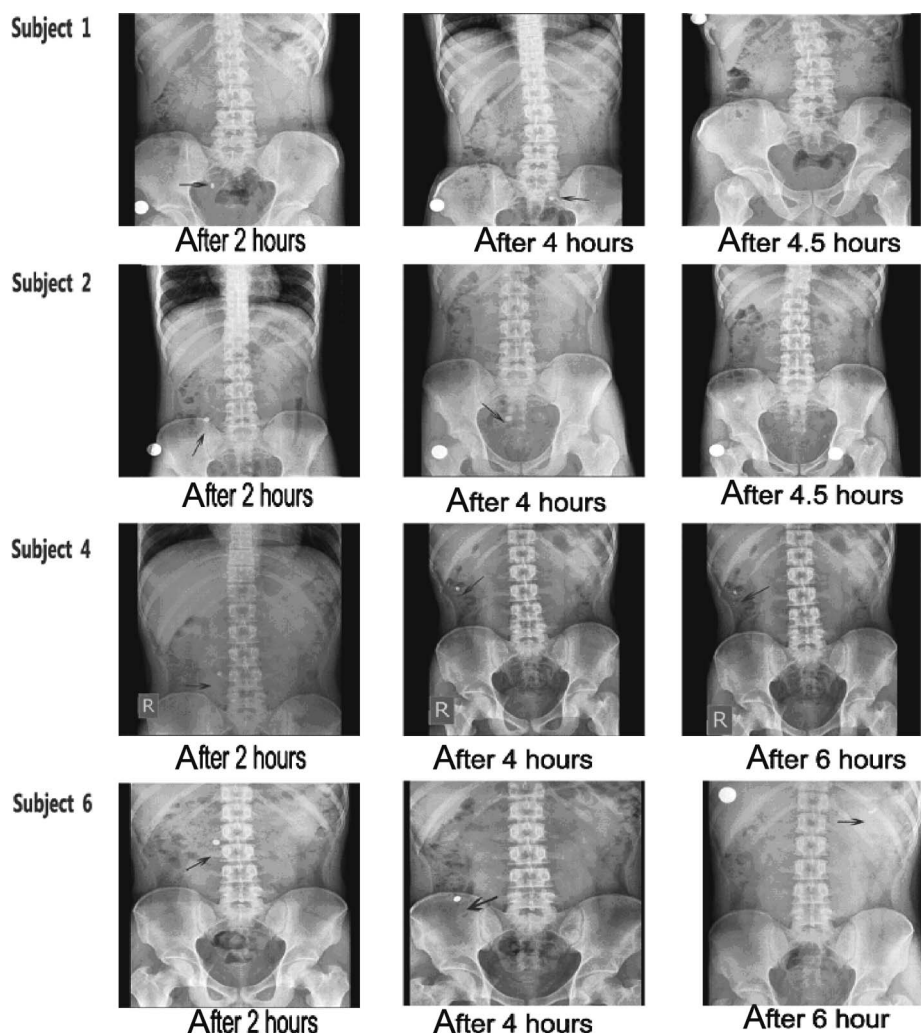 Subject 1
After 2 hours
After 4 hours
After 4.5 hours
Subject 2
After 2 hours
After 4 hours
After 4.5 hours
Subject 4
R
R
R
After 2 hours
After 4 hours
After 6 hours
Subject 6
After 2 hours
After 4 hours
After 6 hour